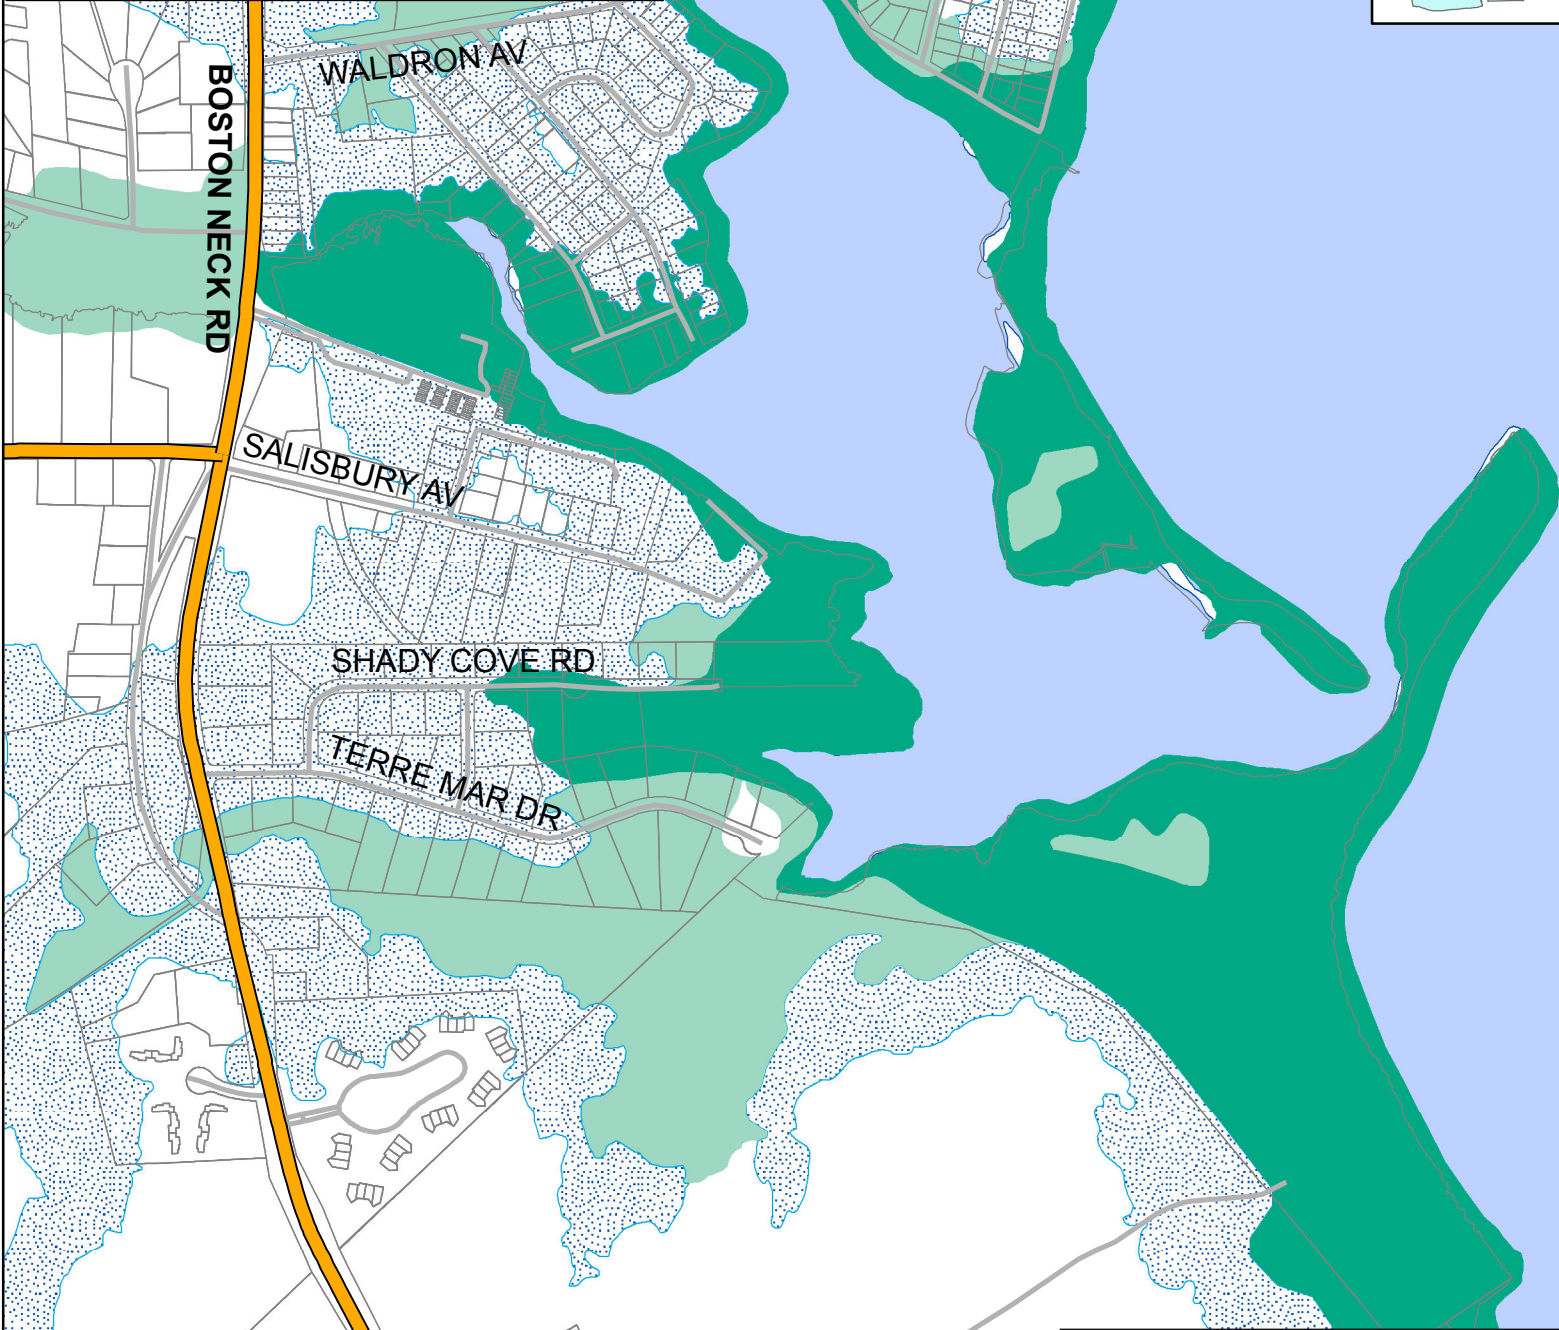 WALDRON AV
BOSTON NECK RD
SALISBURY AV
SHADY COVE RD
TERRE MAR DR